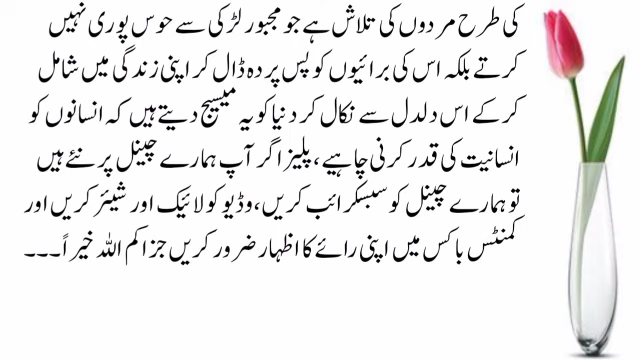 کی طرح مردوں کی تلاش ہے جو مجبور لڑکی سے حوس پوری نہیں
کرتے بلکہ اس کی برائیوں کو پس پردہ ڈال کر اپنی زندگی میں شامل
کر کے اس دلدل سے نکال کر دنیا کو یہ میسیج دیتے ہیں کہ انسانوں کو
انسانیت کی قدر کرنی چاہیے ، پلیز اگر آپ ہمارے چینل پر نئے ہیں
تو ہمارے چینل کو سبسکرائب کریں،وڈیو کو لائیک اور شیئر کریں اور
کمنٹس باکس میں اپنی رائے کا اظہار ضرور کریں جزاکم اللہ خیراً۔۔۔